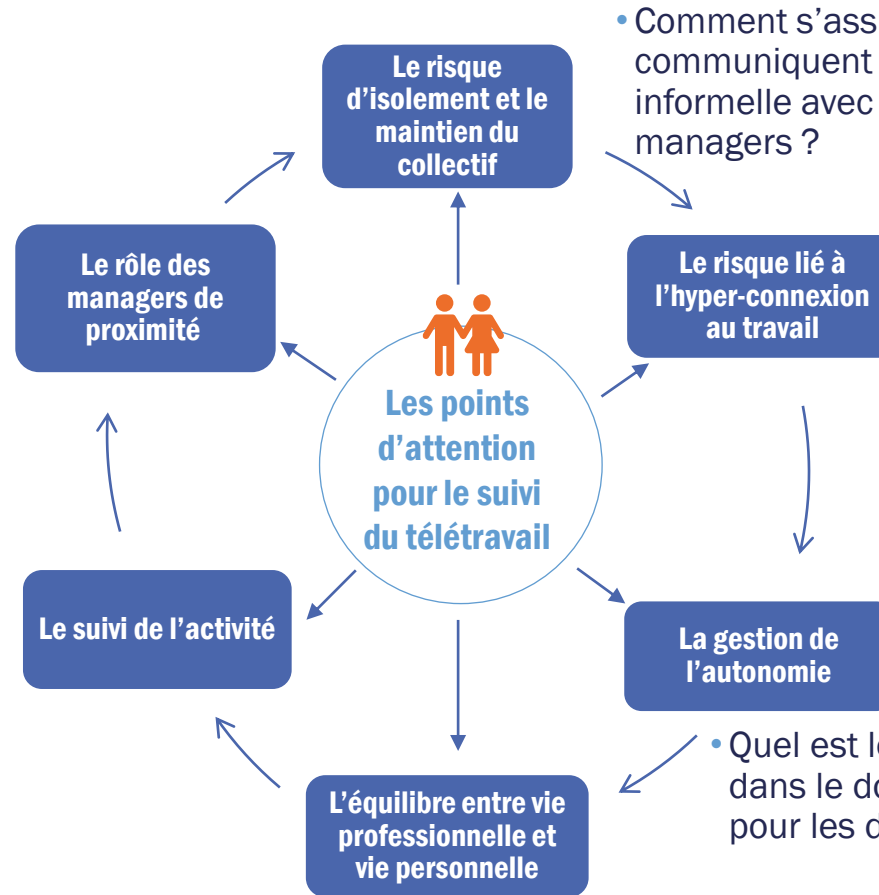 • Comment s’ass
communiquent
informelle avec
managers ?
Le risque
d’isolement et le
maintien du
collectif
Le rôle des
managers de
proximité
Le risque lié à
l’hyper-connexion
au travail
Les points
d’attention
pour le suivi
du télétravail
Le suivi de l’activité
La gestion de
l’autonomie
• Quel est l
dans le do
pour les d
L’équilibre entre vie
professionnelle et
vie personnelle